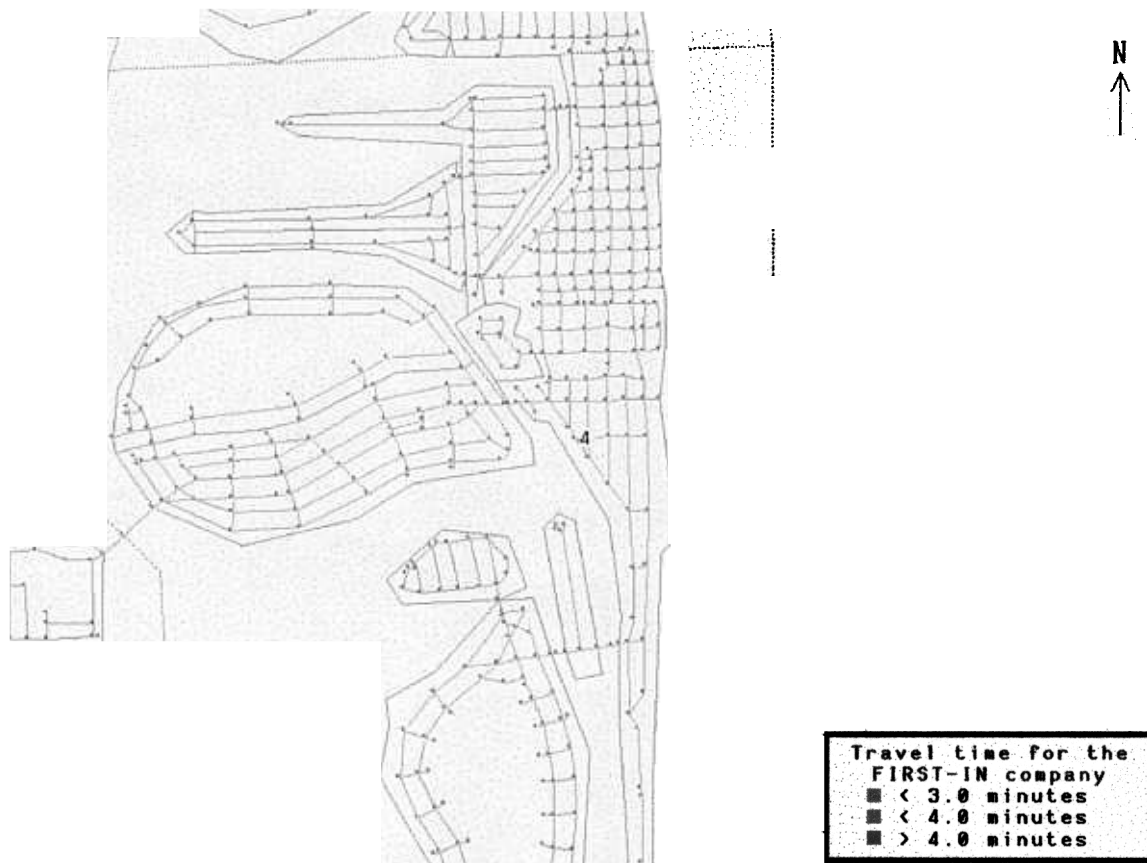 N
4
Travel time for the
FIRST-IN company
< 3.0 minutes
< 4.0 minutes
> 4.0 minutes